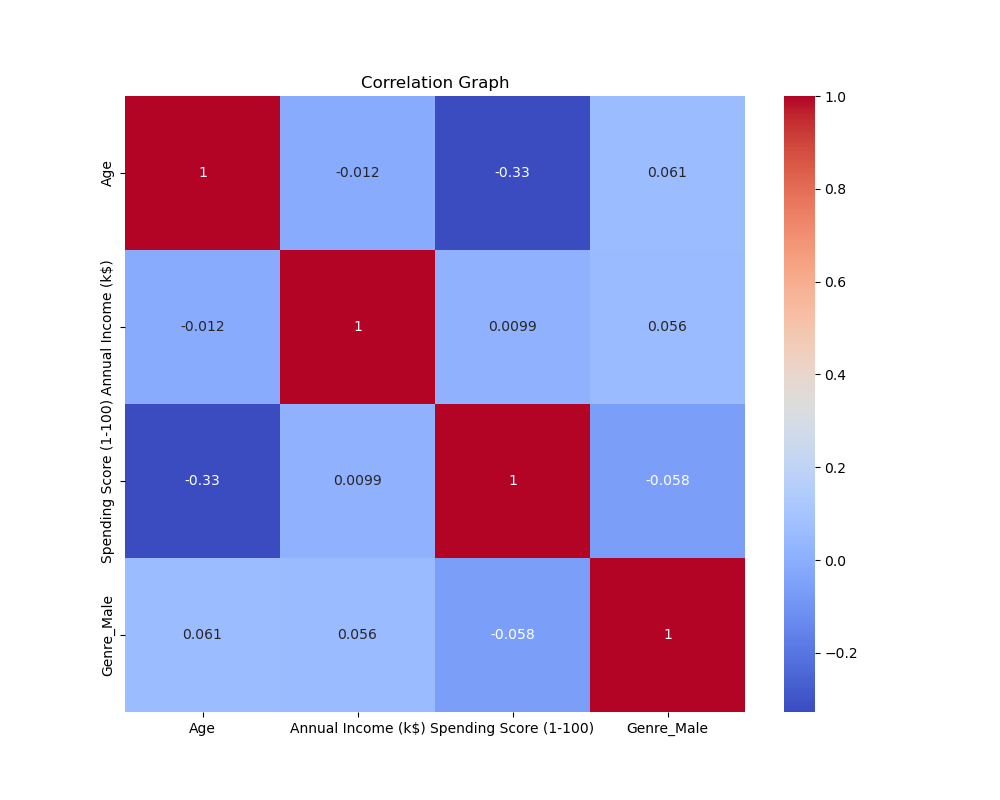 Correlation Graph
Age
1
-0.012
-0.33
0.061
Annual Income (k$)
-0.012
1
0.0099
0.056
Spending Score (1-100)
-0.33
0.0099
1
-0.058
Genre_Male
0.061
0.056
-0.058
1
Age
Annual Income (k$)
Spending Score (1-100)
Genre_Male
1.0
0.8
0.6
0.4
0.2
0.0
−0.2